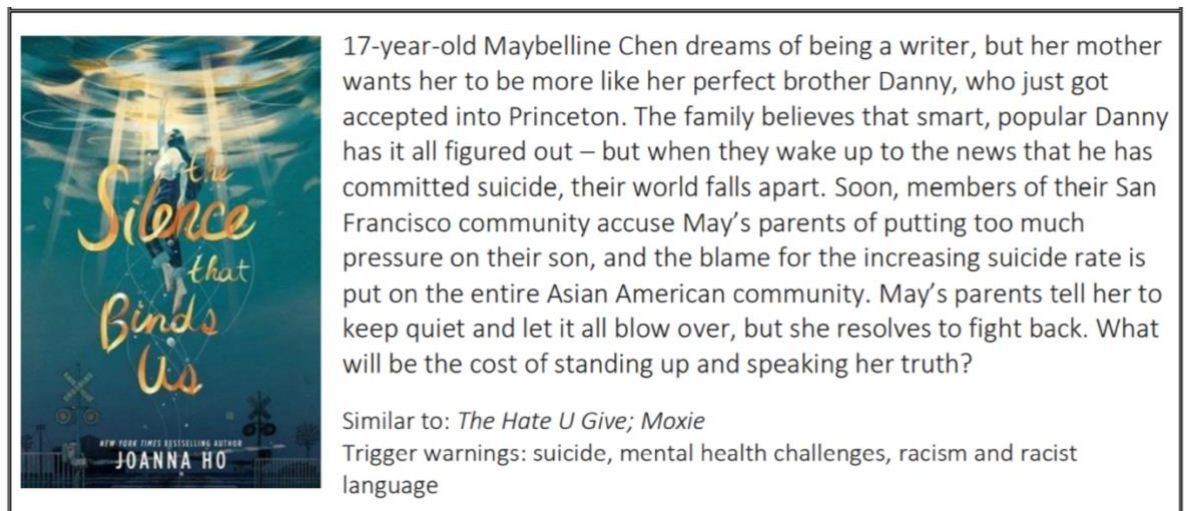 the
Silence
that
Binds
Us
NEW YORK TIMES BESTSELLING AUTHOR
JOANNA HO
17-year-old Maybelline Chen dreams of being a writer, but her mother
wants her to be more like her perfect brother Danny, who just got
accepted into Princeton. The family believes that smart, popular Danny
has it all figured out – but when they wake up to the news that he has
committed suicide, their world falls apart. Soon, members of their San
Francisco community accuse May’s parents of putting too much
pressure on their son, and the blame for the increasing suicide rate is
put on the entire Asian American community. May’s parents tell her to
keep quiet and let it all blow over, but she resolves to fight back. What
will be the cost of standing up and speaking her truth?
Similar to: The Hate U Give; Moxie
Trigger warnings: suicide, mental health challenges, racism and racist
language